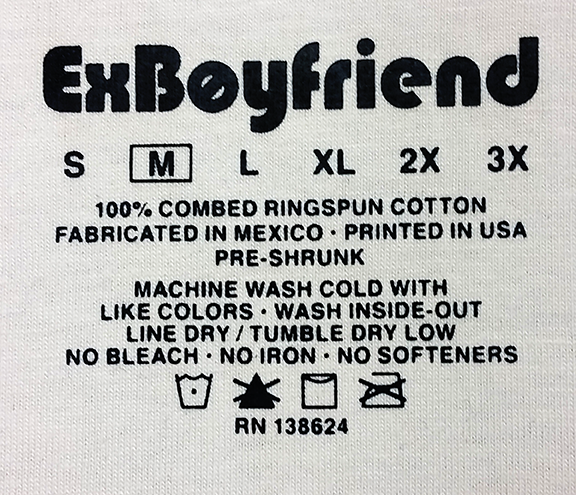 ExBøyfriend
S M L XL 2X 3X
100% COMBED RINGSPUN COTTON
FABRICATED IN MEXICO · PRINTED IN USA
PRE-SHRUNK
MACHINE WASH COLD WITH
LIKE COLORS · WASH INSIDE-OUT
LINE DRY / TUMBLE DRY LOW
NO BLEACH · NO IRON · NO SOFTENERS
RN 138624